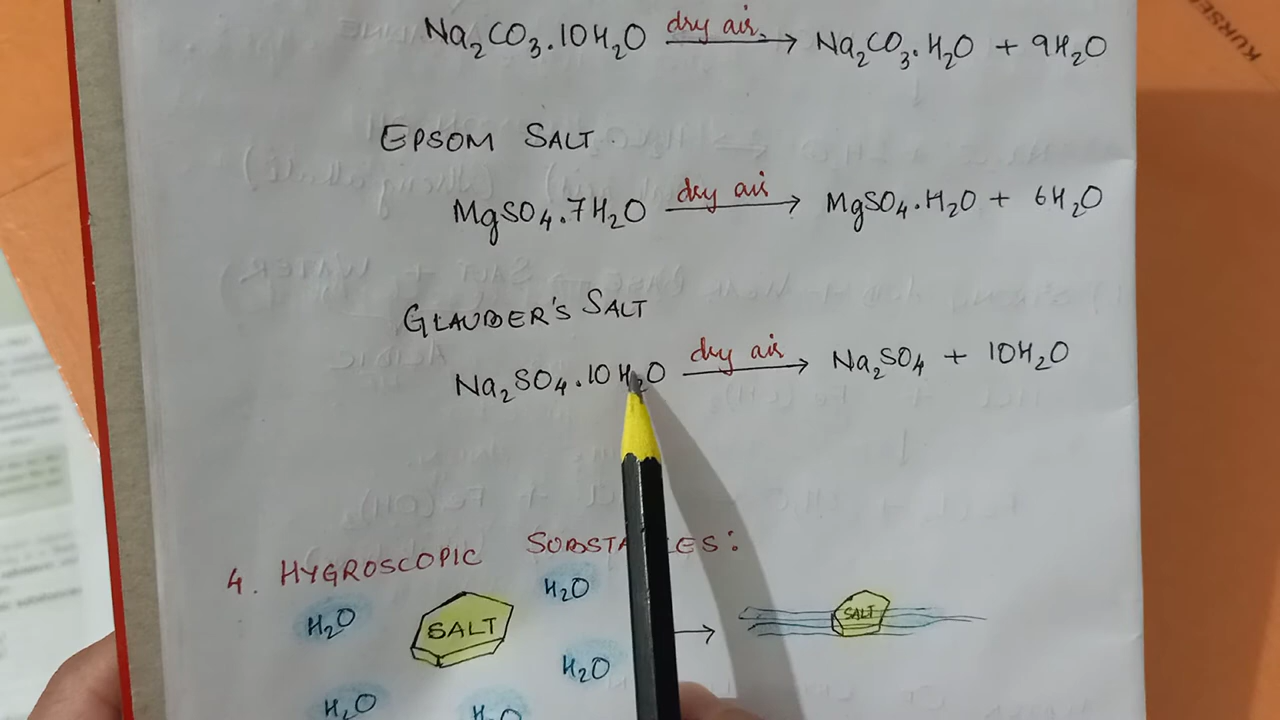 Na₂CO₃.10H₂O dry air → Na₂CO₃.H₂O + 9H₂O
EPSOM SALT.
MgSO₄.7H₂O dry air → MgSO₄.H₂O + 6H₂O
GLAUBER'S SALT
Na₂SO₄.10H₂O dry air → Na₂SO₄ + 10H₂O
4. HYGROSCOPIC SUBSTANCES:
H₂O SALT H₂O → SALT
H₂O
H₂O H₂O